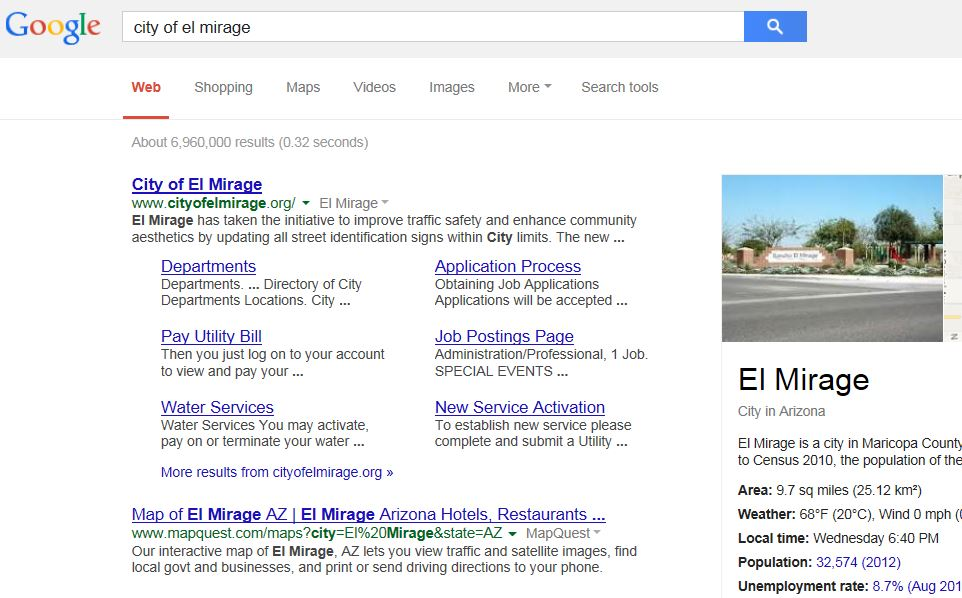 Google
city of el mirage
Web Shopping Maps Videos Images More Search tools
About 6,960,000 results (0.32 seconds)
City of El Mirage
www.cityofelmirage.org/ El Mirage
El Mirage has taken the initiative to improve traffic safety and enhance community
aesthetics by updating all street identification signs within City limits. The new ...
Departments
Departments. ... Directory of City
Departments Locations. City ...
Application Process
Obtaining Job Applications
Applications will be accepted ...
Pay Utility Bill
Then you just log on to your account
to view and pay your ...
Job Postings Page
Administration/Professional, 1 Job.
SPECIAL EVENTS ...
Water Services
Water Services You may activate,
pay on or terminate your water ...
New Service Activation
To establish new service please
complete and submit a Utility ...
More results from cityofelmirage.org »
Map of El Mirage AZ | El Mirage Arizona Hotels, Restaurants ...
www.mapquest.com/maps?city=El%20Mirage&state=AZ MapQuest
Our interactive map of El Mirage, AZ lets you view traffic and satellite images, find
local govt and businesses, and print or send driving directions to your phone.
Rancho El Mirage
El Mirage
City in Arizona
El Mirage is a city in Maricopa County
to Census 2010, the population of the
Area: 9.7 sq miles (25.12 km²)
Weather: 68°F (20°C), Wind 0 mph (0
Local time: Wednesday 6:40 PM
Population: 32,574 (2012)
Unemployment rate: 8.7% (Aug 201